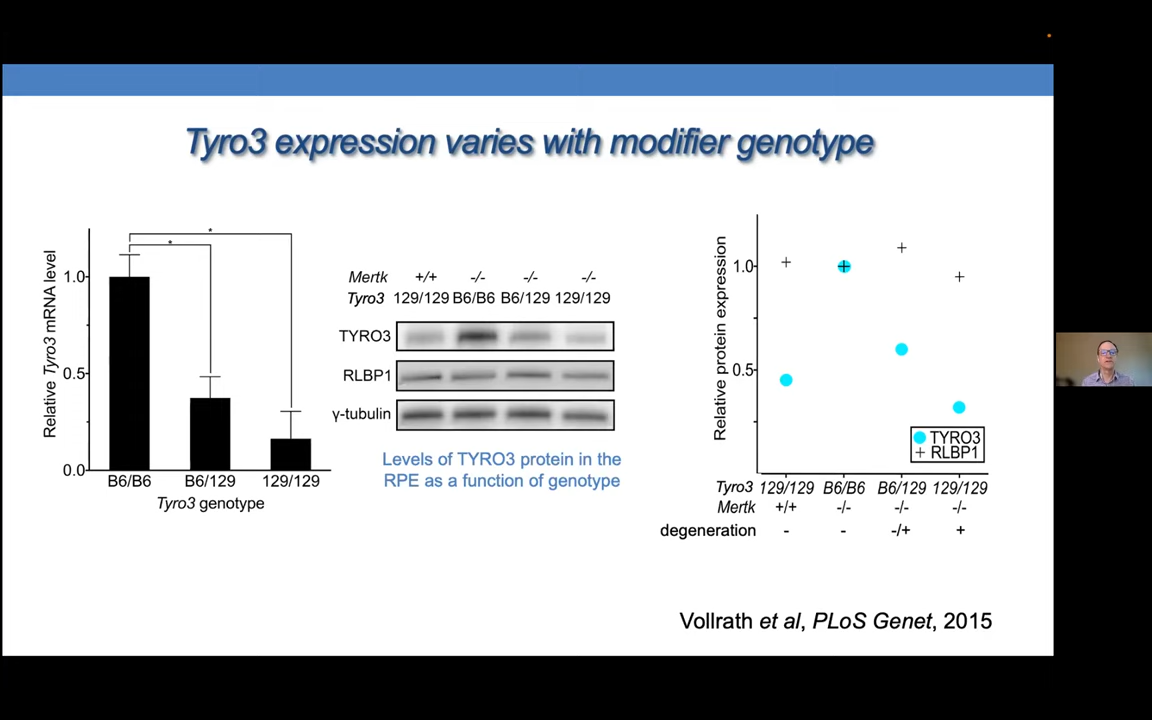 Tyro3 expression varies with modifier genotype
Relative Tyro3 mRNA level
1.0
0.5
0.0
* 
*
B6/B6 B6/129 129/129
Tyro3 genotype
Mertk +/+ -/- -/- -/-
Tyro3 129/129 B6/B6 B6/129 129/129
TYRO3
RLBP1
γ-tubulin
Levels of TYRO3 protein in the
RPE as a function of genotype
Relative protein expression
1.0
0.5
TYRO3
+ RLBP1
Tyro3 129/129 B6/B6 B6/129 129/129
Mertk +/+ -/- -/- -/-
degeneration - - -/+ +
Vollrath et al, PLoS Genet, 2015